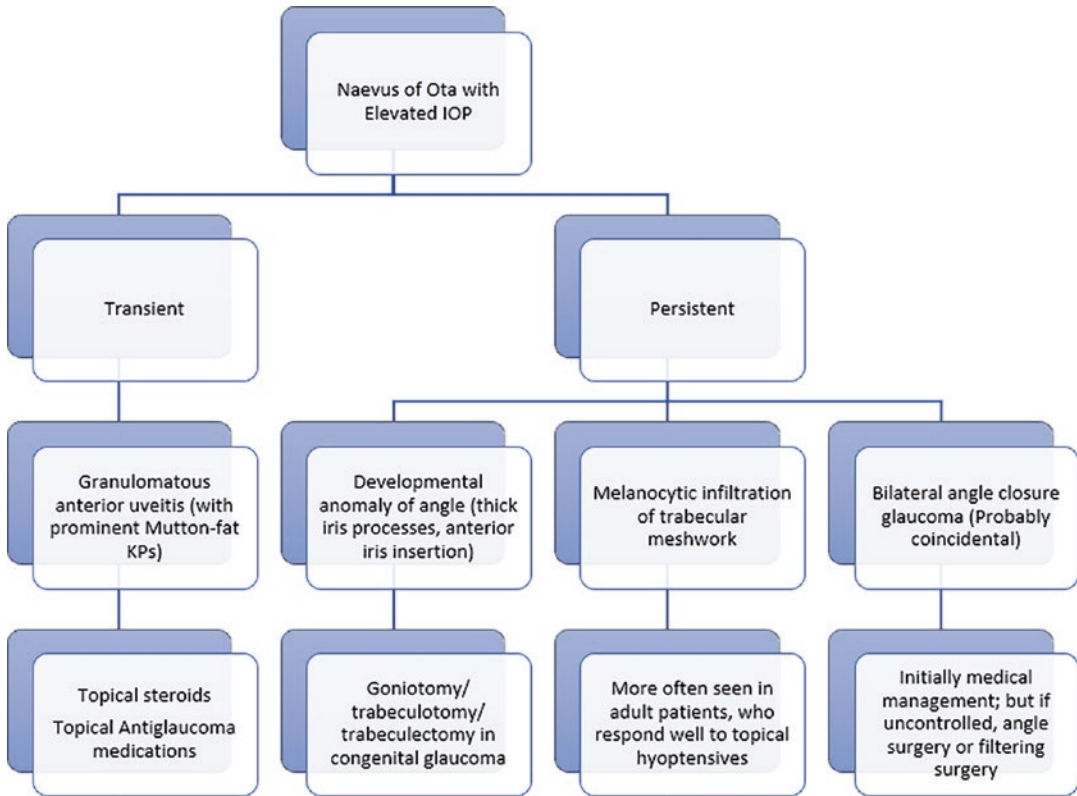 Naevus of Ota with
Elevated IOP
Transient
Persistent
Granulomatous
anterior uveitis (with
prominent Mutton-fat
KPs)
Developmental
anomaly of angle (thick
iris processes, anterior
iris insertion)
Melanocytic infiltration
of trabecular
meshwork
Bilateral angle closure
glaucoma (Probably
coincidental)
Topical steroids
Topical Antiglaucoma
medications
Goniotomy/
trabeculotomy/
trabeculectomy in
congenital glaucoma
More often seen in
adult patients, who
respond well to topical
hyoptensives
Initially medical
management; but if
uncontrolled, angle
surgery or filtering
surgery